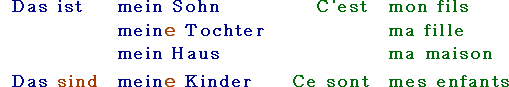 Das ist mein Sohn C'est mon fils
meine Tochter ma fille
mein Haus ma maison
Das sind meine Kinder Ce sont mes enfants